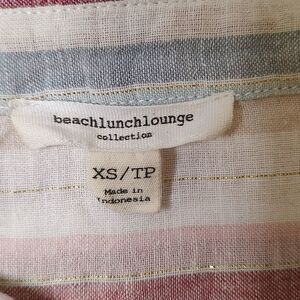 beachlunchlounge
collection
XS/TP
Made in
Indonesia